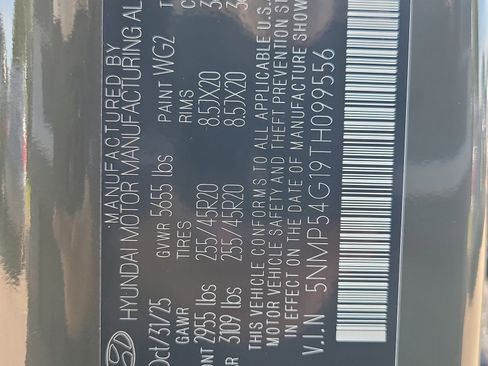 MANUFACTURED BY
HYUNDAI MOTOR MANUFACTURING AL
Oct/31/25 GVWR 5655 lbs PAINT WG2
GAWR TIRES RIMS
2955 lbs 255/45R20 8.5JX20
3109 lbs 255/45R20 8.5JX20
THIS VEHICLE CONFORMS TO ALL APPLICABLE U.S.
MOTOR VEHICLE SAFETY AND THEFT PREVENTION
IN EFFECT ON THE DATE OF MANUFACTURE SHOW
V.I.N 5NMP54G19TH099556